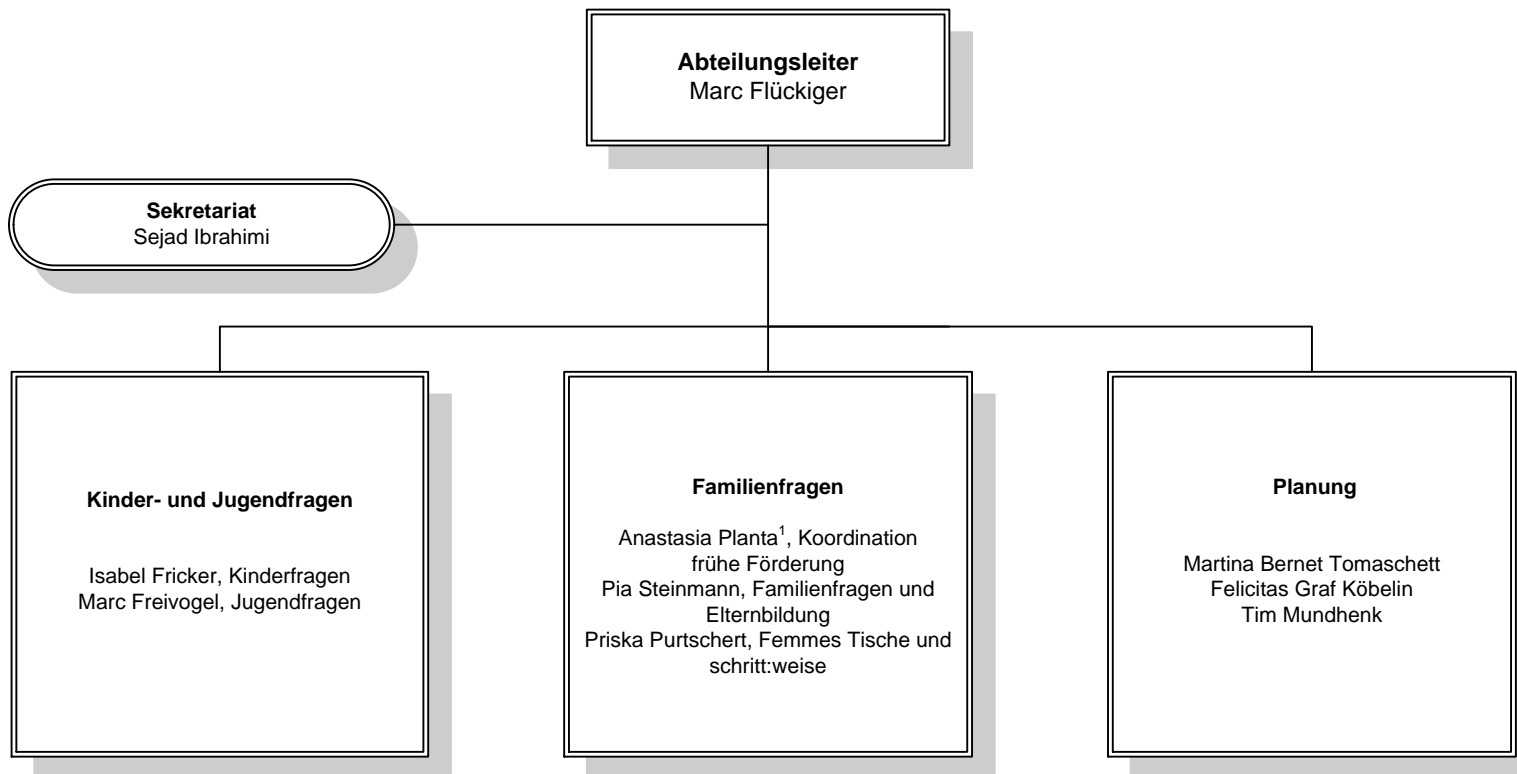 Abteilungsleiter
Marc Flückiger
Sekretariat
Sejad Ibrahimi
Kinder- und Jugendfragen
Isabel Fricker, Kinderfragen
Marc Freivogel, Jugendfragen
Familienfragen
Anastasia Planta¹, Koordination
frühe Förderung
Pia Steinmann, Familienfragen und
Elternbildung
Priska Purtschert, Femmes Tische und
schritt:weise
Planung
Martina Bernet Tomaschett
Felicitas Graf Köbelin
Tim Mundhenk